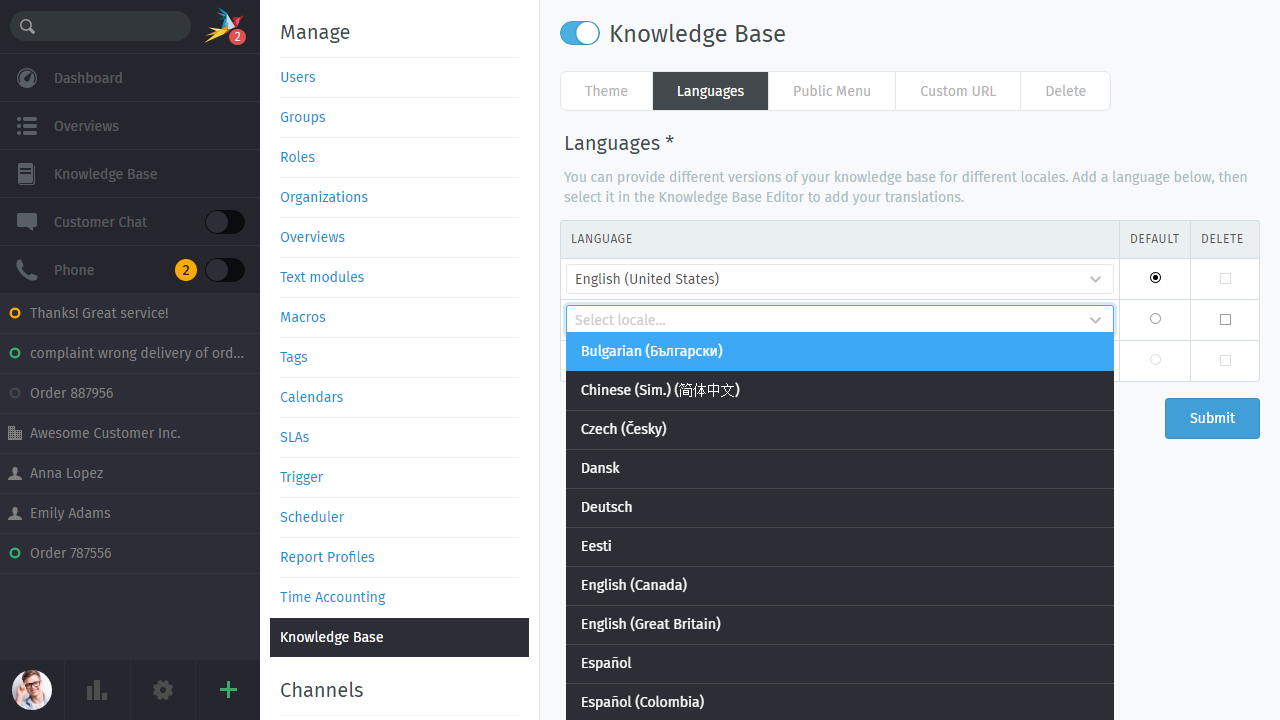 2
Dashboard
Overviews
Knowledge Base
Customer Chat
Phone
2
Thanks! Great service!
complaint wrong delivery of ord...
Order 887956
Awesome Customer Inc.
Anna Lopez
Emily Adams
Order 787556
Manage
Users
Groups
Roles
Organizations
Overviews
Text modules
Macros
Tags
Calendars
SLAs
Trigger
Scheduler
Report Profiles
Time Accounting
Knowledge Base
Channels
Knowledge Base
Theme
Languages
Public Menu
Custom URL
Delete
Languages *
You can provide different versions of your knowledge base for different locales. Add a language below, then
select it in the Knowledge Base Editor to add your translations.
LANGUAGE
DEFAULT
DELETE
English (United States)
Select locale...
Bulgarian (Български)
Chinese (Sim.) (简体中文)
Czech (Česky)
Dansk
Deutsch
Eesti
English (Canada)
English (Great Britain)
Español
Español (Colombia)
Submit